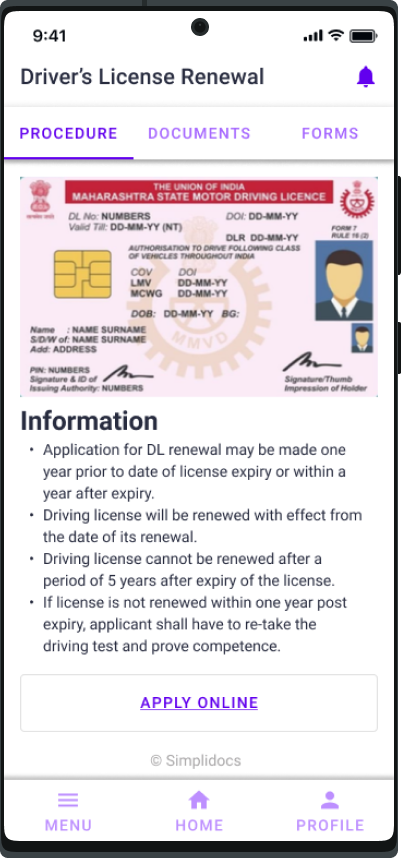 9:41
Driver's License Renewal
PROCEDURE DOCUMENTS FORMS
THE UNION OF INDIA
MAHARASHTRA STATE MOTOR DRIVING LICENCE
DL No: NUMBERS DOI: DD-MM-YY
Valid Till: DD-MM-YY (NT)
DLR DD-MM-YY
FORM 7
RULE 16 (2)
AUTHORISATION TO DRIVE FOLLOWING CLASS
OF VEHICLES THROUGHOUT INDIA
COV DOI
LMV DD-MM-YY
MCWG DD-MM-YY
DOB: DD-MM-YY BG:
MMVD
Name : NAME SURNAME
S/D/W of: NAME SURNAME
Add: ADDRESS
PIN: NUMBERS
Signature & ID of
Issuing Authority: NUMBERS
Signature/Thumb
Impression of Holder
Information
• Application for DL renewal may be made one
year prior to date of license expiry or within a
year after expiry.
• Driving license will be renewed with effect from
the date of its renewal.
• Driving license cannot be renewed after a
period of 5 years after expiry of the license.
• If license is not renewed within one year post
expiry, applicant shall have to re-take the
driving test and prove competence.
APPLY ONLINE
© Simplidocs
MENU HOME PROFILE